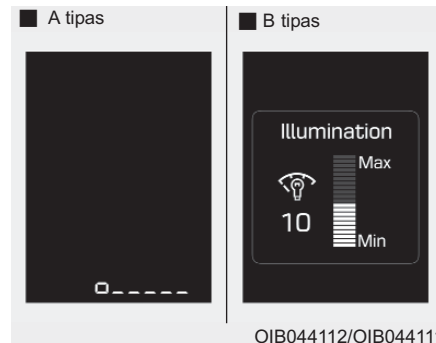 A tipas
B tipas
Illumination
Max
10
Min
OIB044112/OIB04411